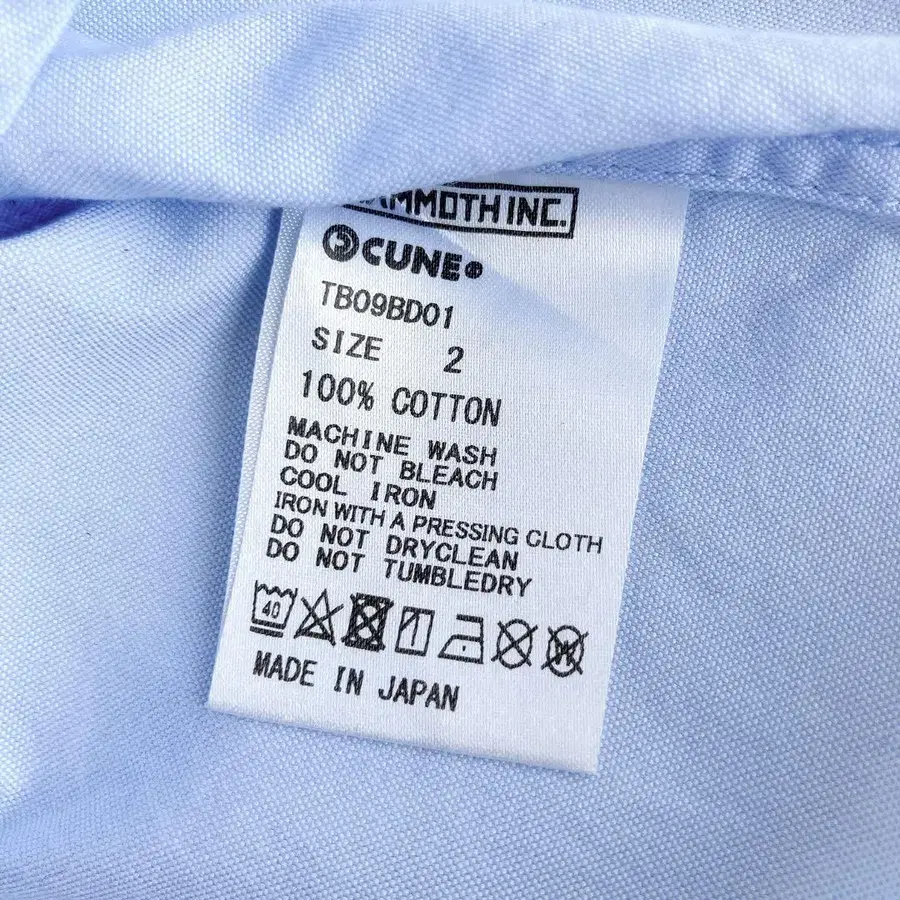 MAMMOTH INC.
CUNE®
TB09BD01
SIZE 2
100% COTTON
MACHINE WASH
DO NOT BLEACH
COOL IRON
IRON WITH A PRESSING CLOTH
DO NOT DRYCLEAN
DO NOT TUMBLEDRY
40 W
MADE IN JAPAN